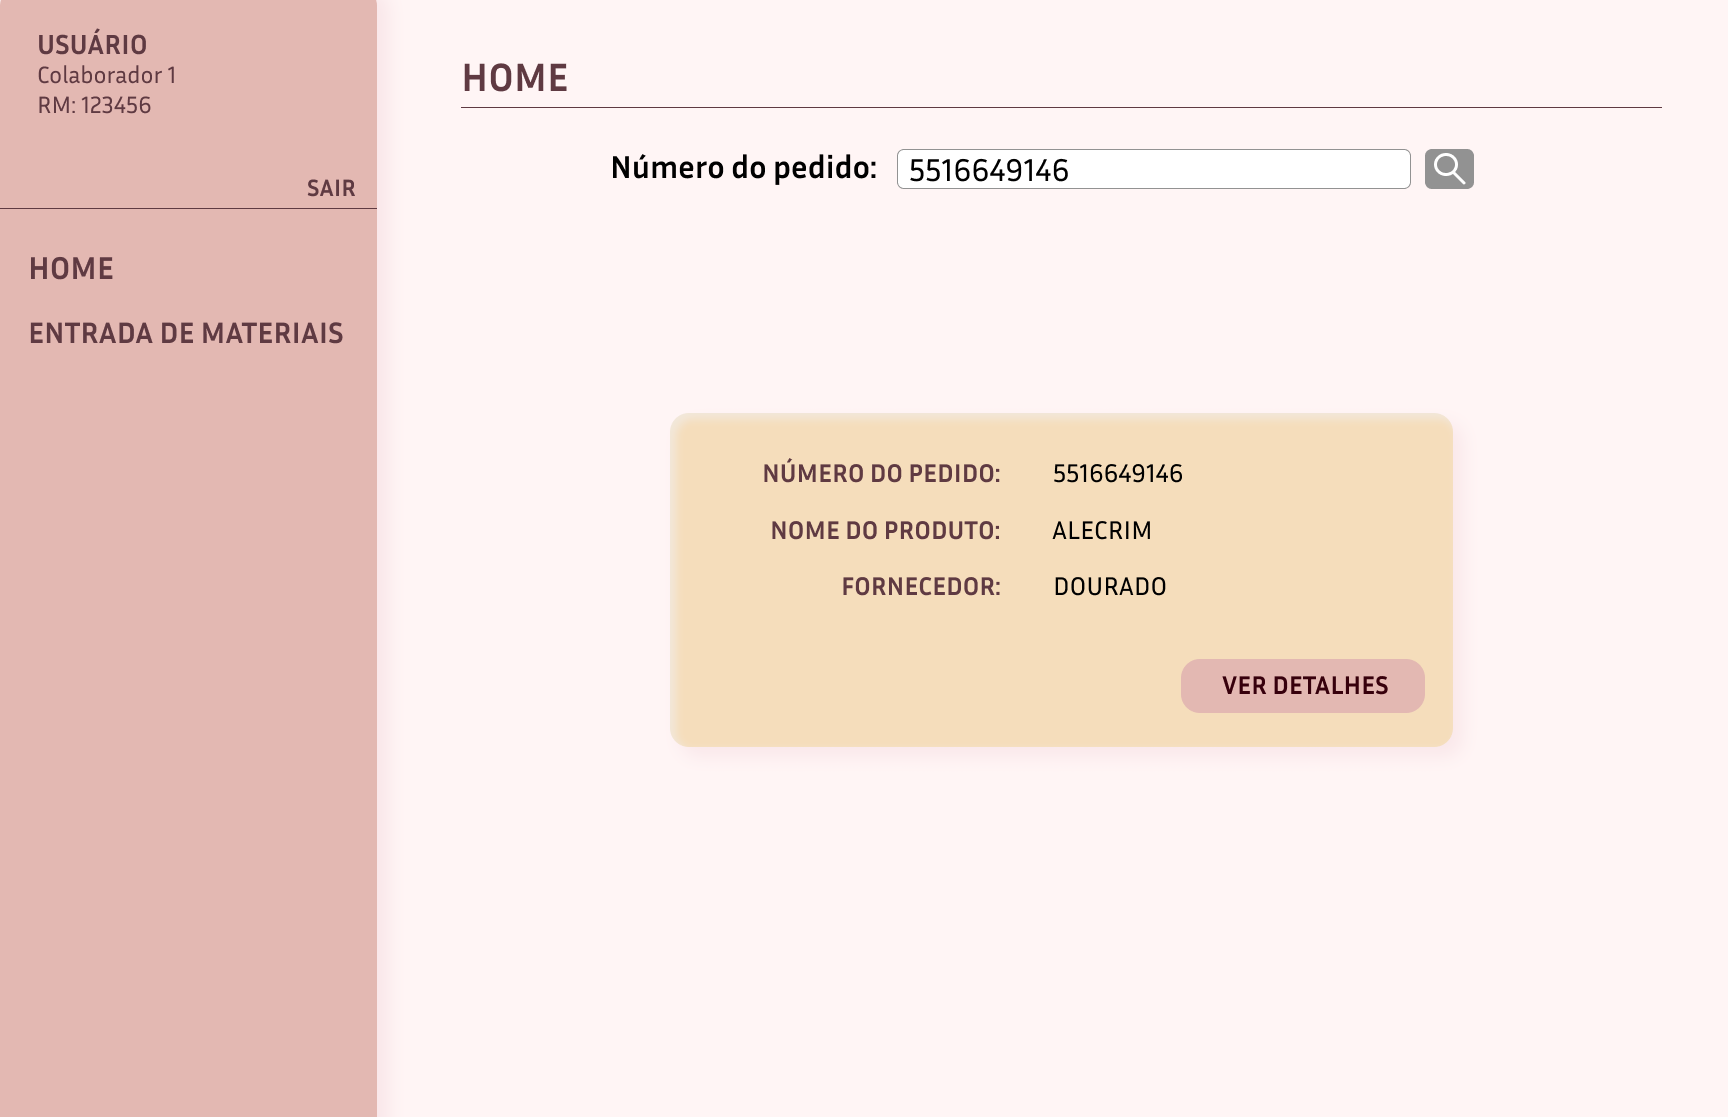 USUÁRIO
Colaborador 1
RM: 123456
SAIR
HOME
ENTRADA DE MATERIAIS
HOME
Número do pedido: 5516649146
NÚMERO DO PEDIDO: 5516649146
NOME DO PRODUTO: ALECRIM
FORNECEDOR: DOURADO
VER DETALHES